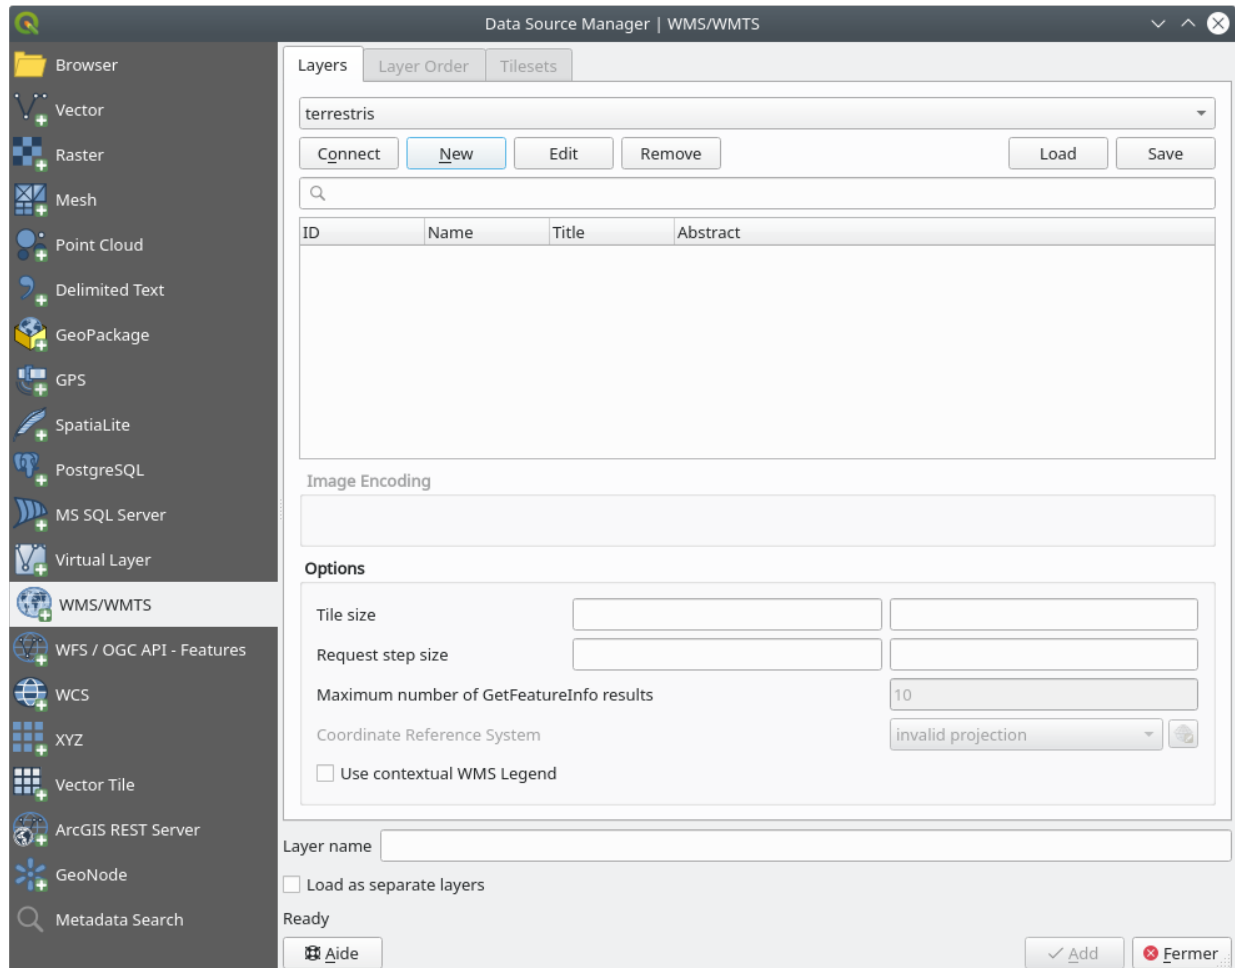 Data Source Manager | WMS/WMTS
Browser
Vector
Raster
Mesh
Point Cloud
Delimited Text
GeoPackage
GPS
SpatiaLite
PostgreSQL
MS SQL Server
Virtual Layer
WMS/WMTS
WFS / OGC API - Features
WCS
XYZ
Vector Tile
ArcGIS REST Server
GeoNode
Metadata Search
Layers Layer Order Tilesets
terrestris
Connect New Edit Remove Load Save
ID Name Title Abstract
Image Encoding
Options
Tile size
Request step size
Maximum number of GetFeatureInfo results 10
Coordinate Reference System invalid projection
Use contextual WMS Legend
Layer name
Load as separate layers
Ready
Aide Add Fermer